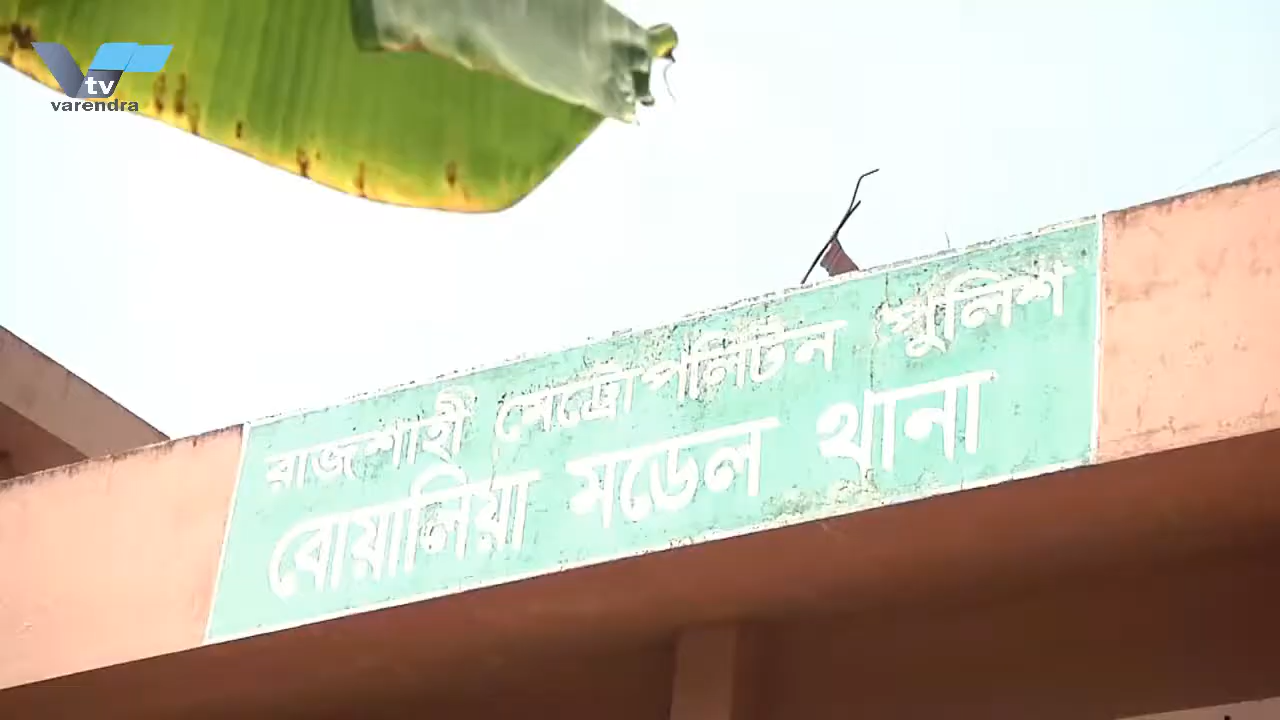 tv
varendra
রাজশাহী মেট্রোপলিটন পুলিশ
বোয়ালিয়া মডেল থানা